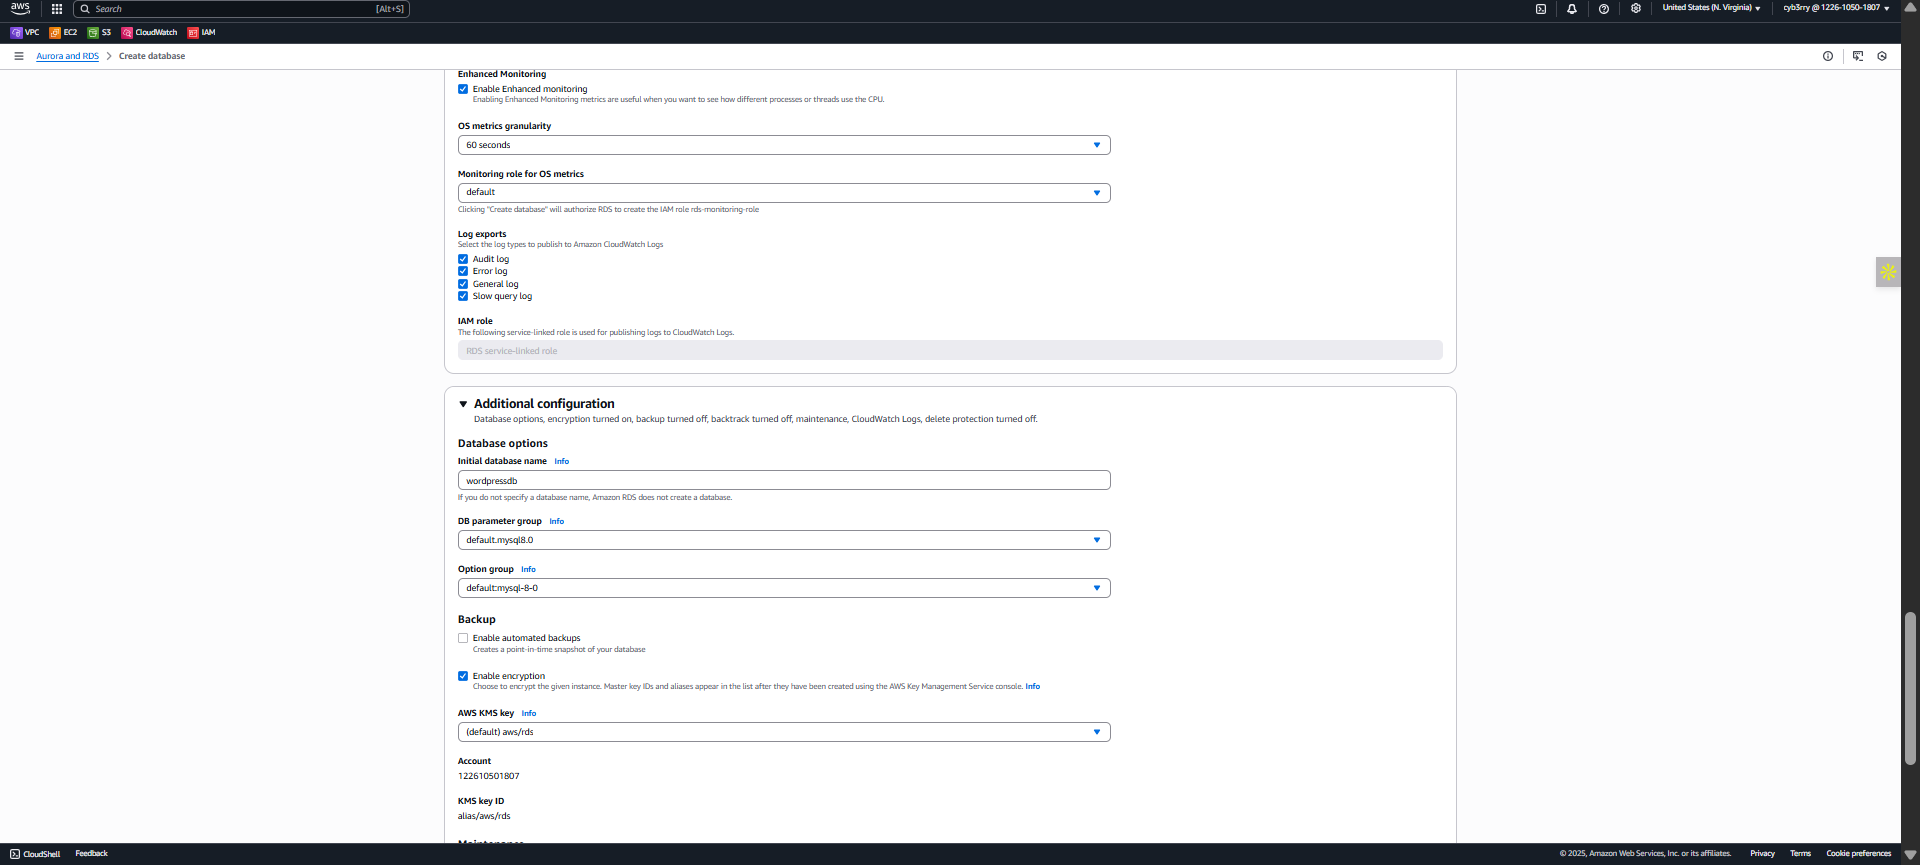 aws
Search [Alt+S]
United States (N. Virginia) cyb3rry @ 1226-1050-1807
VPC EC2 S3 CloudWatch IAM
Aurora and RDS > Create database
Enhanced Monitoring
Enable Enhanced monitoring
Enabling Enhanced Monitoring metrics are useful when you want to see how different processes or threads use the CPU.
OS metrics granularity
60 seconds
Monitoring role for OS metrics
default
Clicking "Create database" will authorize RDS to create the IAM role rds-monitoring-role
Log exports
Select the log types to publish to Amazon CloudWatch Logs
Audit log
Error log
General log
Slow query log
IAM role
The following service-linked role is used for publishing logs to CloudWatch Logs.
RDS service-linked role
Additional configuration
Database options, encryption turned on, backup turned off, backtrack turned off, maintenance, CloudWatch Logs, delete protection turned off.
Database options
Initial database name Info
wordpressdb
If you do not specify a database name, Amazon RDS does not create a database.
DB parameter group Info
default.mysql8.0
Option group Info
default:mysql-8-0
Backup
Enable automated backups
Creates a point-in-time snapshot of your database
Enable encryption
Choose to encrypt the given instance. Master key IDs and aliases appear in the list after they have been created using the AWS Key Management Service console. Info
AWS KMS key Info
(default) aws/rds
Account
122610501807
KMS key ID
alias/aws/rds
Maintenance
CloudShell Feedback © 2025, Amazon Web Services, Inc. or its affiliates. Privacy Terms Cookie preferences